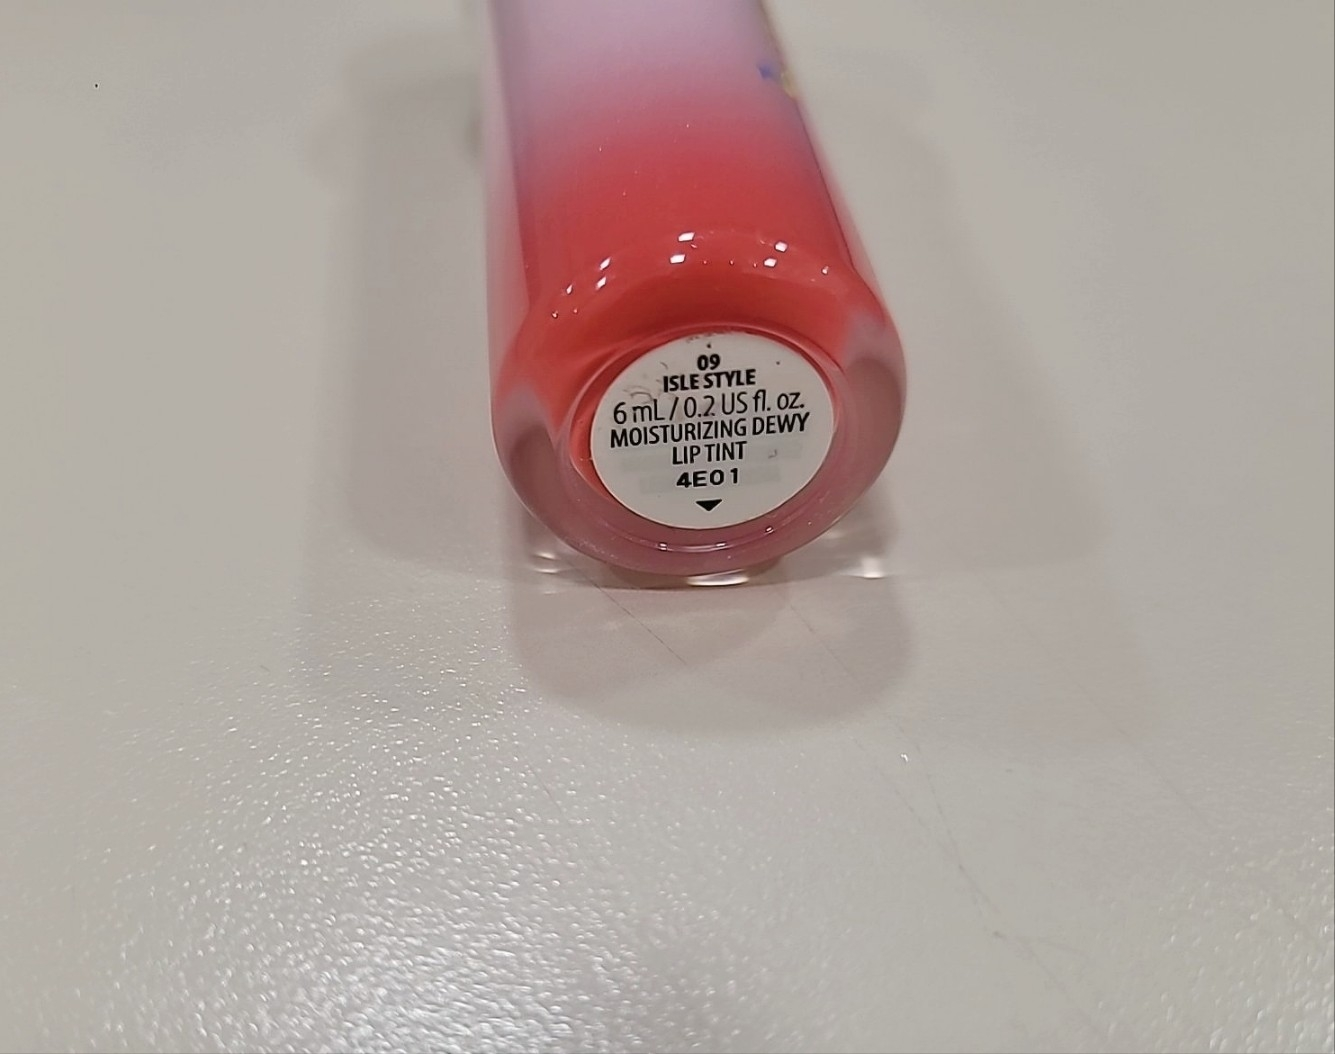 09
ISLE STYLE
6 mL / 0.2 US fl. oz.
MOISTURIZING DEWY
LIP TINT
4E01